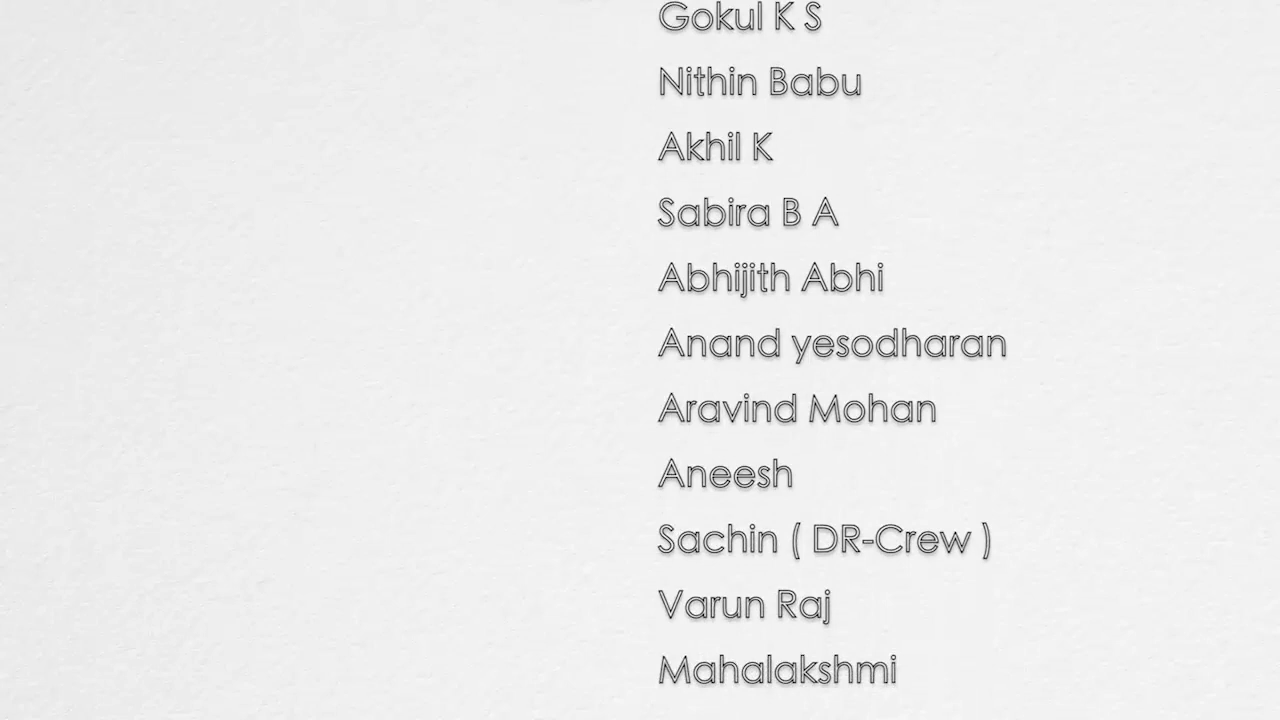 Gokul K S
Nithin Babu
Akhil K
Sabira B A
Abhijith Abhi
Anand yesodharan
Aravind Mohan
Aneesh
Sachin ( DR-Crew )
Varun Raj
Mahalakshmi